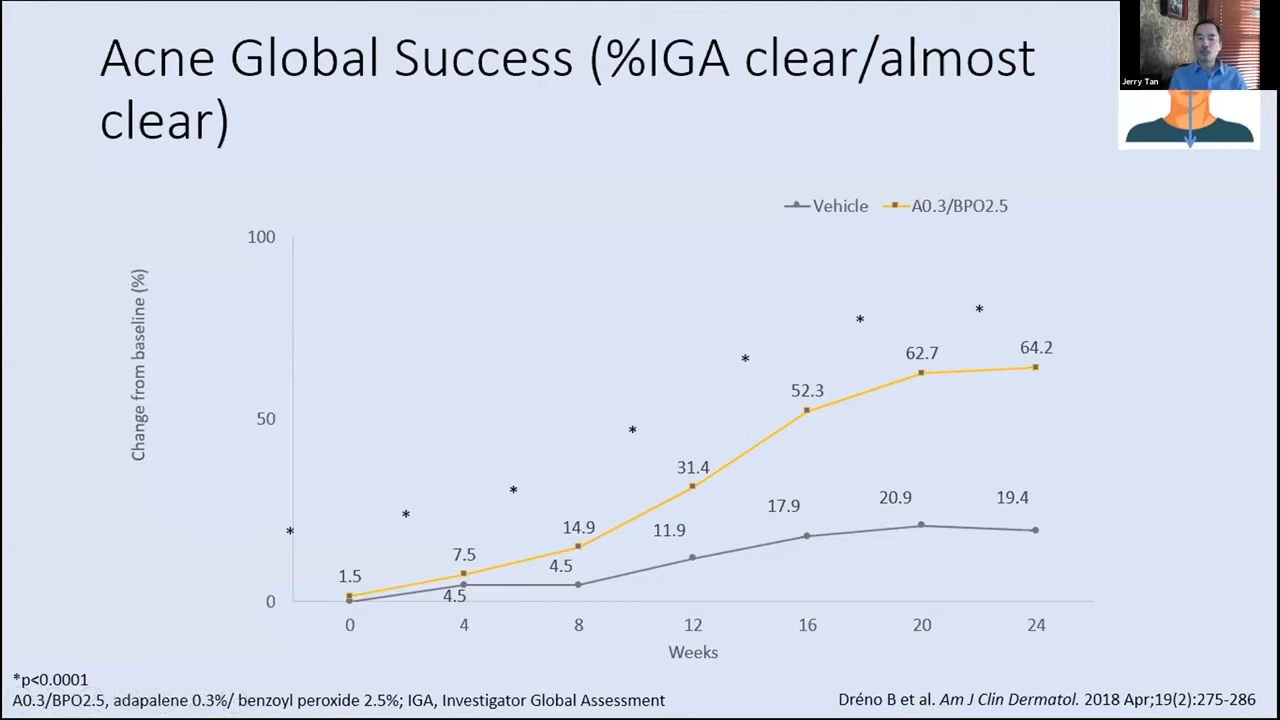 Acne Global Success (%IGA clear/almost
clear)
Jerry Tan
Vehicle A0.3/BPO2.5
Change from baseline (%)
100
50
0
* * * * * * *
1.5 7.5 14.9 31.4 52.3 62.7 64.2
4.5 4.5 11.9 17.9 20.9 19.4
0 4 8 12 16 20 24
Weeks
*p<0.0001
A0.3/BPO2.5, adapalene 0.3%/ benzoyl peroxide 2.5%; IGA, Investigator Global Assessment
Dréno B et al. Am J Clin Dermatol. 2018 Apr;19(2):275-286